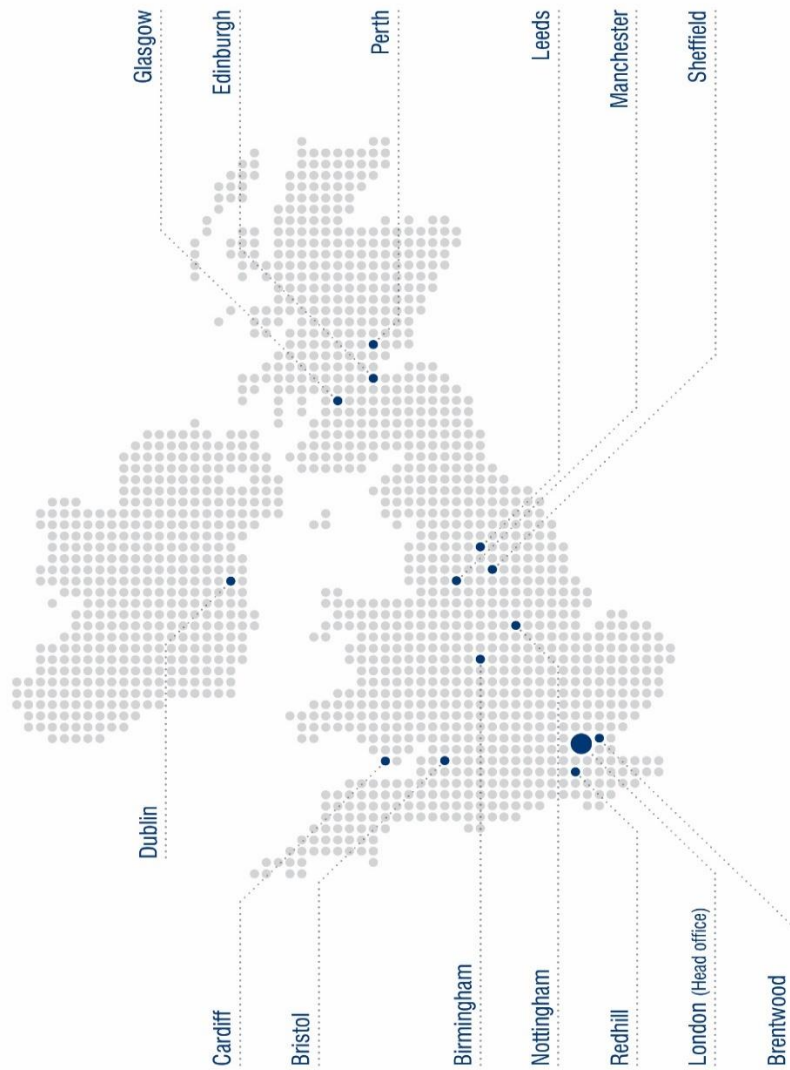 Glasgow
Edinburgh
Perth
Leeds
Manchester
Sheffield
Dublin
Cardiff
Bristol
Birmingham
Nottingham
Redhill
London (Head office)
Brentwood